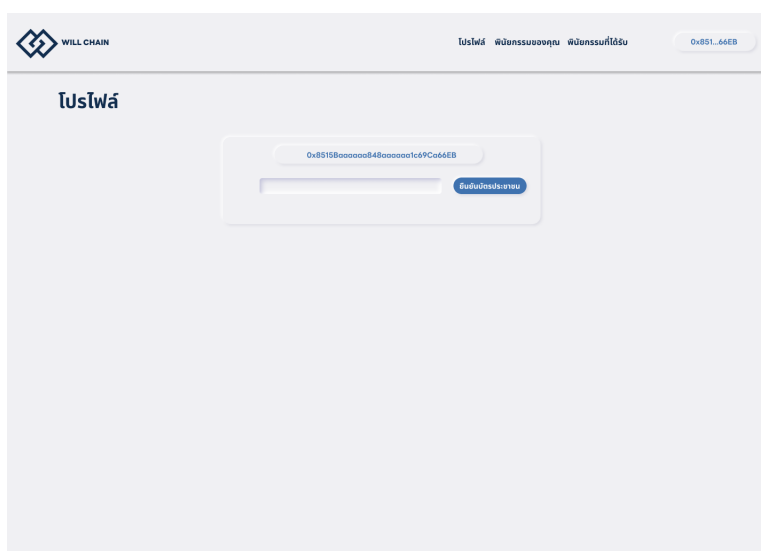 WILL CHAIN
โปรไฟล์ พินัยกรรมของคุณ พินัยกรรมที่ได้รับ 0x851...66EB
โปรไฟล์
0x8515Baaaaaa848aaaaaa1c69Ca66EB
ยืนยันบัตรประชาชน